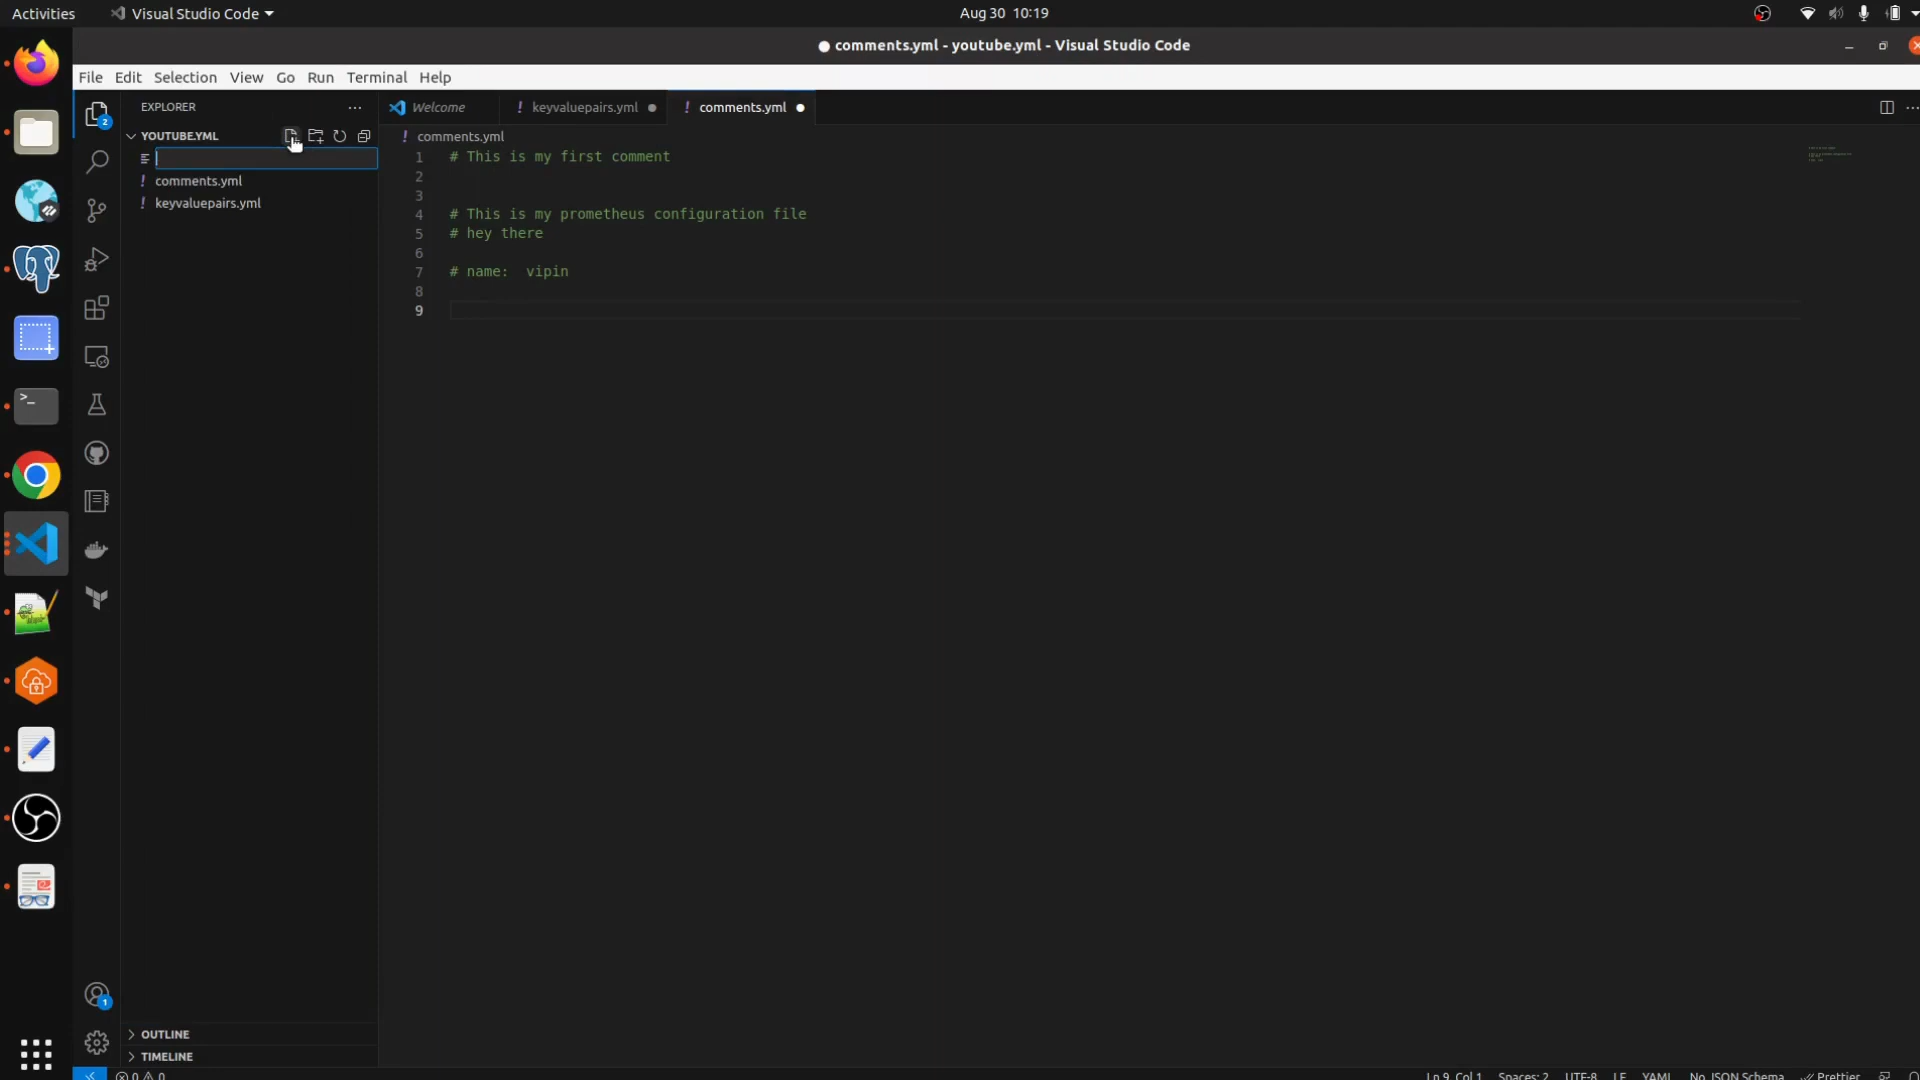 Activities
Visual Studio Code
Aug 30 10:19
comments.yml - youtube.yml - Visual Studio Code
File Edit Selection View Go Run Terminal Help
EXPLORER
Welcome
! keyvaluepairs.yml
! comments.yml
YOUTUBE.YML
! comments.yml
! comments.yml
! keyvaluepairs.yml
1 # This is my first comment
2
3
4 # This is my prometheus configuration file
5 # hey there
6
7 # name:  vipin
8
9
2
1
OUTLINE
TIMELINE
0 0
Ln 9, Col 1 Spaces: 2 UTF-8 LF YAML No JSON Schema Prettier